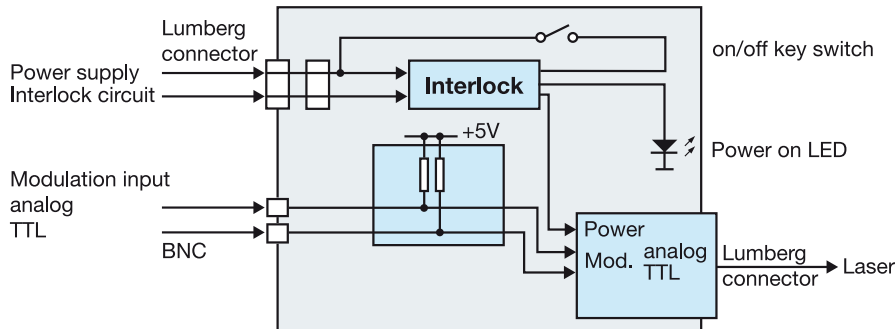 Lumberg
connector
on/off key switch
Power supply
Interlock circuit
Interlock
+5V
Power on LED
Modulation input
analog
TTL
BNC
Power
Mod. analog
TTL
Lumberg
connector
Laser